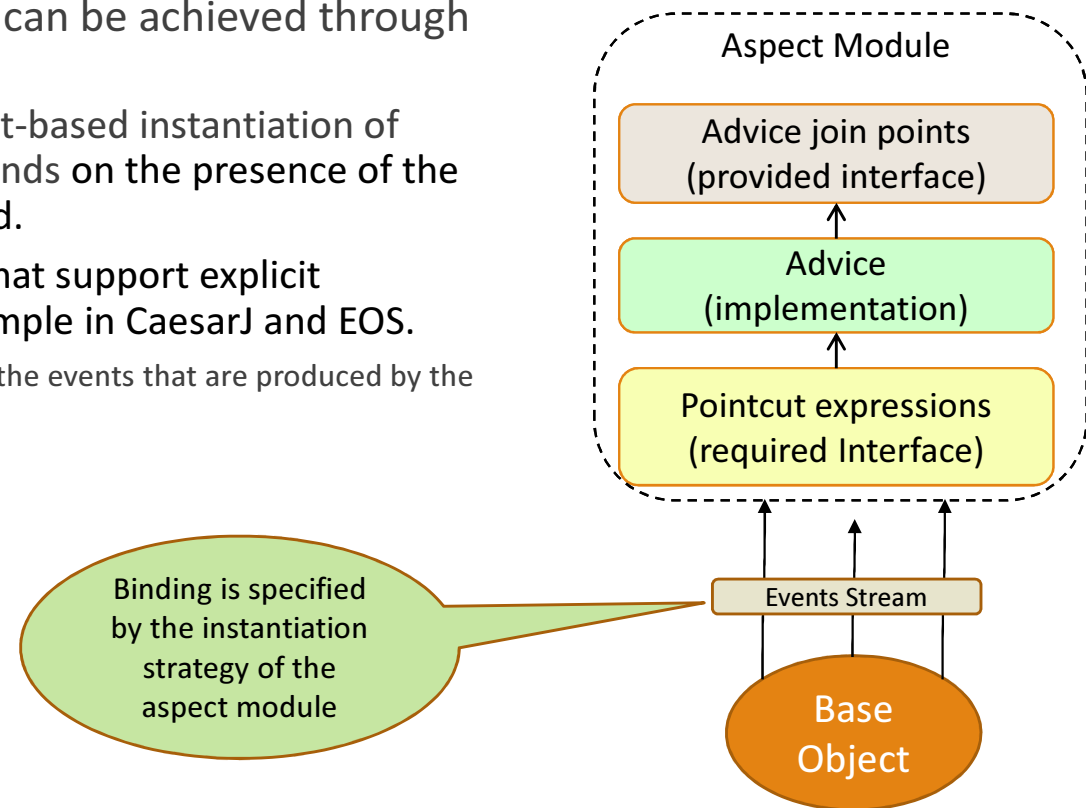 can be achieved through
t-based instantiation of
nds on the presence of the
d.
hat support explicit
mple in CaesarJ and EOS.
the events that are produced by the
Aspect Module
Advice join points
(provided interface)
Advice
(implementation)
Pointcut expressions
(required Interface)
Binding is specified
by the instantiation
strategy of the
aspect module
Events Stream
Base
Object